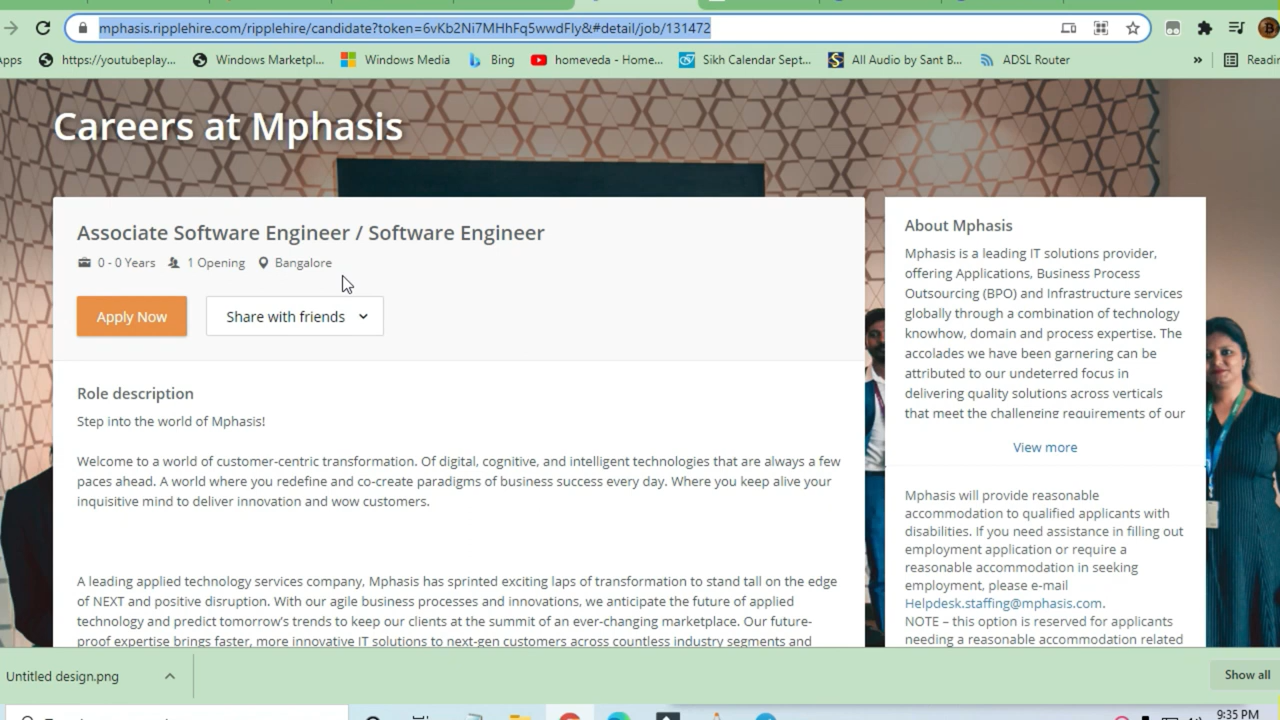 mphasis.ripplehire.com/ripplehire/candidate?token=6vKb2Ni7MHhFq5wwdFly&#detail/job/131472
https://youtubeplay... Windows Marketpl... Windows Media Bing homeveda - Home... Sikh Calendar Sept... All Audio by Sant B... ADSL Router »
Careers at Mphasis
Associate Software Engineer / Software Engineer
0 - 0 Years 1 Opening Bangalore
Apply Now Share with friends
Role description
Step into the world of Mphasis!
Welcome to a world of customer-centric transformation. Of digital, cognitive, and intelligent technologies that are always a few
paces ahead. A world where you redefine and co-create paradigms of business success every day. Where you keep alive your
inquisitive mind to deliver innovation and wow customers.
A leading applied technology services company, Mphasis has sprinted exciting laps of transformation to stand tall on the edge
of NEXT and positive disruption. With our agile business processes and innovations, we anticipate the future of applied
technology and predict tomorrow's trends to keep our clients at the summit of an ever-changing marketplace. Our future-
proof expertise brings faster, more innovative IT solutions to next-gen customers across countless industry segments and
About Mphasis
Mphasis is a leading IT solutions provider,
offering Applications, Business Process
Outsourcing (BPO) and Infrastructure services
globally through a combination of technology
knowhow, domain and process expertise. The
accolades we have been garnering can be
attributed to our undeterred focus in
delivering quality solutions across verticals
that meet the challenging requirements of our
View more
Mphasis will provide reasonable
accommodation to qualified applicants with
disabilities. If you need assistance in filling out
employment application or require a
reasonable accommodation in seeking
employment, please e-mail
Helpdesk.staffing@mphasis.com.
NOTE – this option is reserved for applicants
needing a reasonable accommodation related
Untitled design.png Show all
9:35 PM